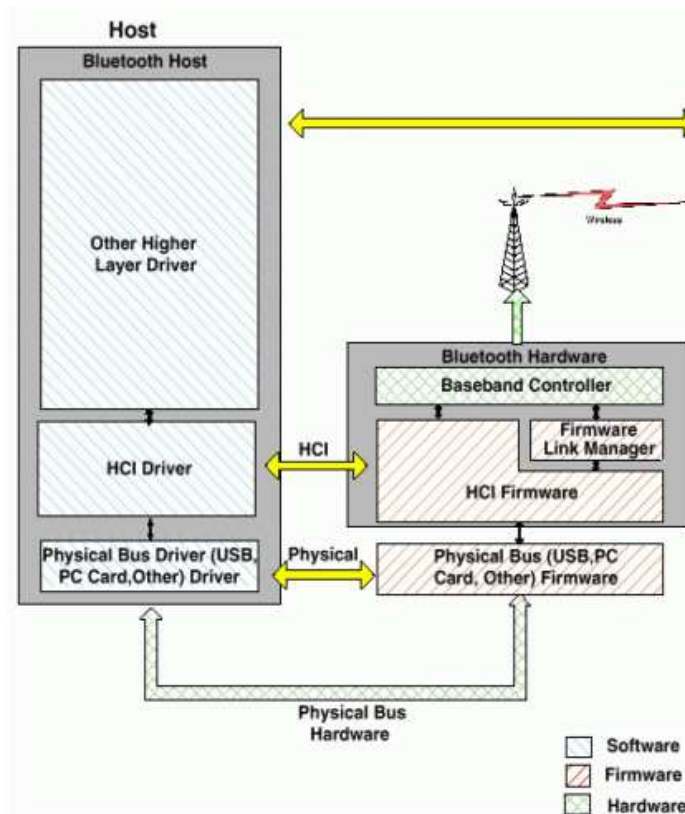 Host
Bluetooth Host
Other Higher
Layer Driver
Wireless
Bluetooth Hardware
Baseband Controller
HCI
Firmware
Link Manager
HCI Driver
HCI Firmware
Physical
Physical Bus Driver (USB,
PC Card,Other) Driver
Physical Bus (USB,PC
Card, Other) Firmware
Physical Bus
Hardware
Software
Firmware
Hardware